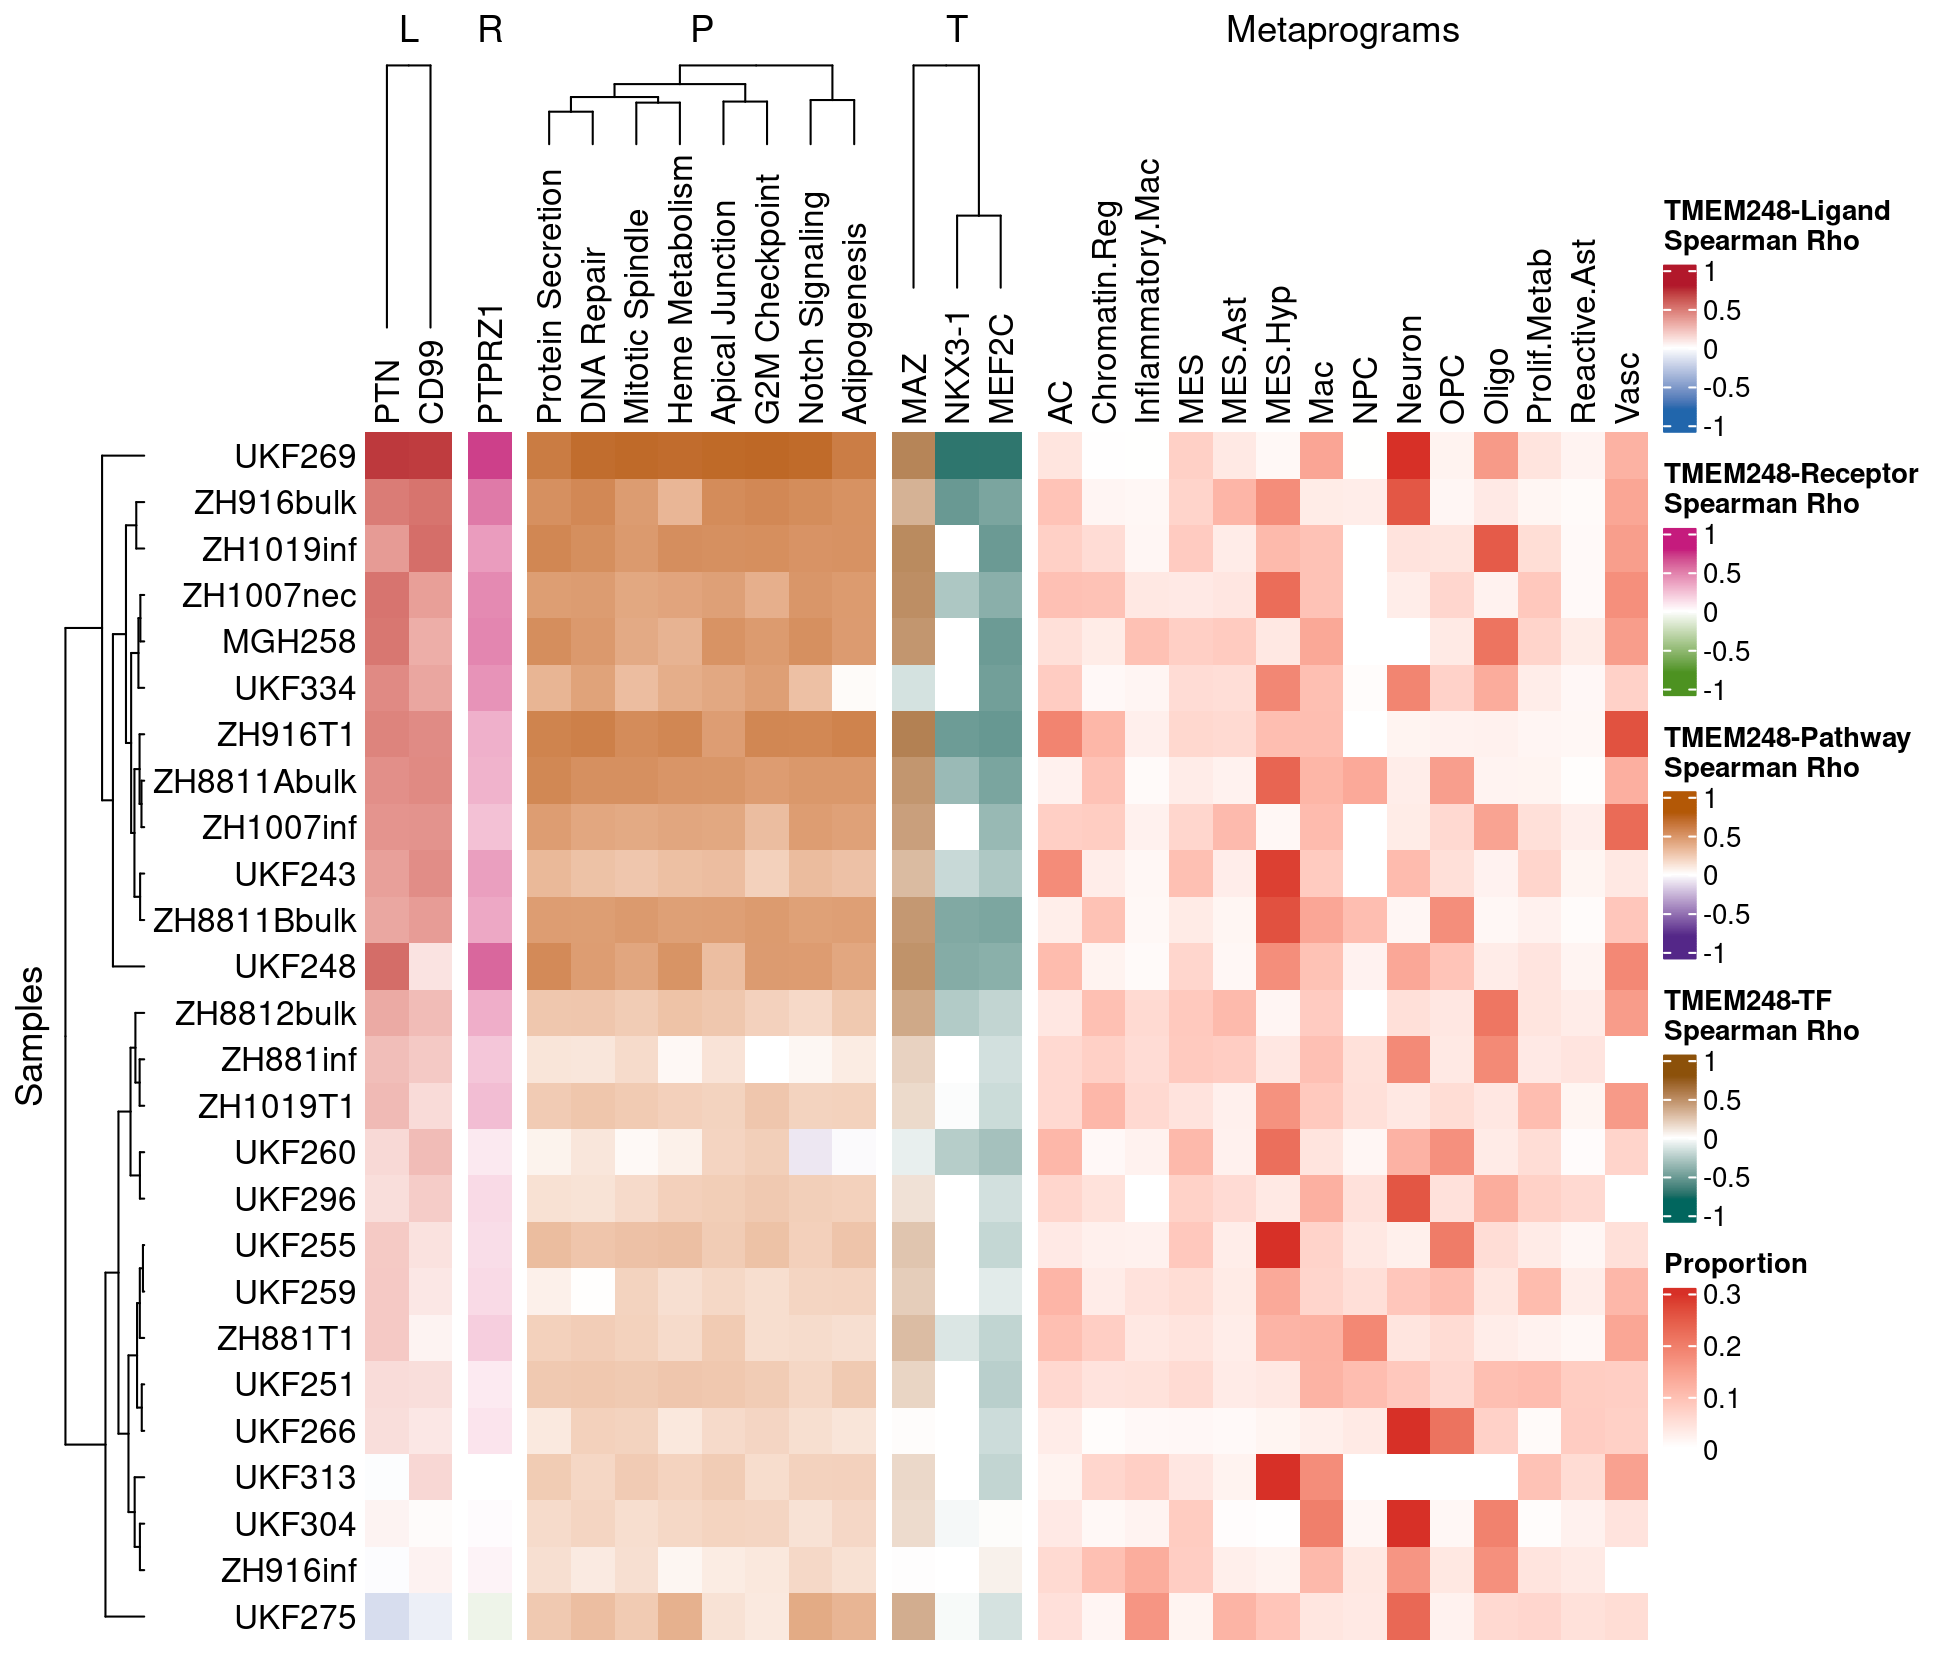 L R P T Metaprograms
PTN
CD99
PTPRZ1
Protein Secretion
DNA Repair
Mitotic Spindle
Heme Metabolism
Apical Junction
G2M Checkpoint
Notch Signaling
Adipogenesis
MAZ
NKX3-1
MEF2C
AC
Chromatin.Reg
Inflammatory.Mac
MES
MES.Ast
MES.Hyp
Mac
NPC
Neuron
OPC
Oligo
Prolif.Metab
Reactive.Ast
Vasc
Samples
UKF269
ZH916bulk
ZH1019inf
ZH1007nec
MGH258
UKF334
ZH916T1
ZH8811Abulk
ZH1007inf
UKF243
ZH8811Bbulk
UKF248
ZH8812bulk
ZH881inf
ZH1019T1
UKF260
UKF296
UKF255
UKF259
ZH881T1
UKF251
UKF266
UKF313
UKF304
ZH916inf
UKF275
TMEM248-Ligand
Spearman Rho
1
0.5
0
-0.5
-1
TMEM248-Receptor
Spearman Rho
1
0.5
0
-0.5
-1
TMEM248-Pathway
Spearman Rho
1
0.5
0
-0.5
-1
TMEM248-TF
Spearman Rho
1
0.5
0
-0.5
-1
Proportion
0.3
0.2
0.1
0